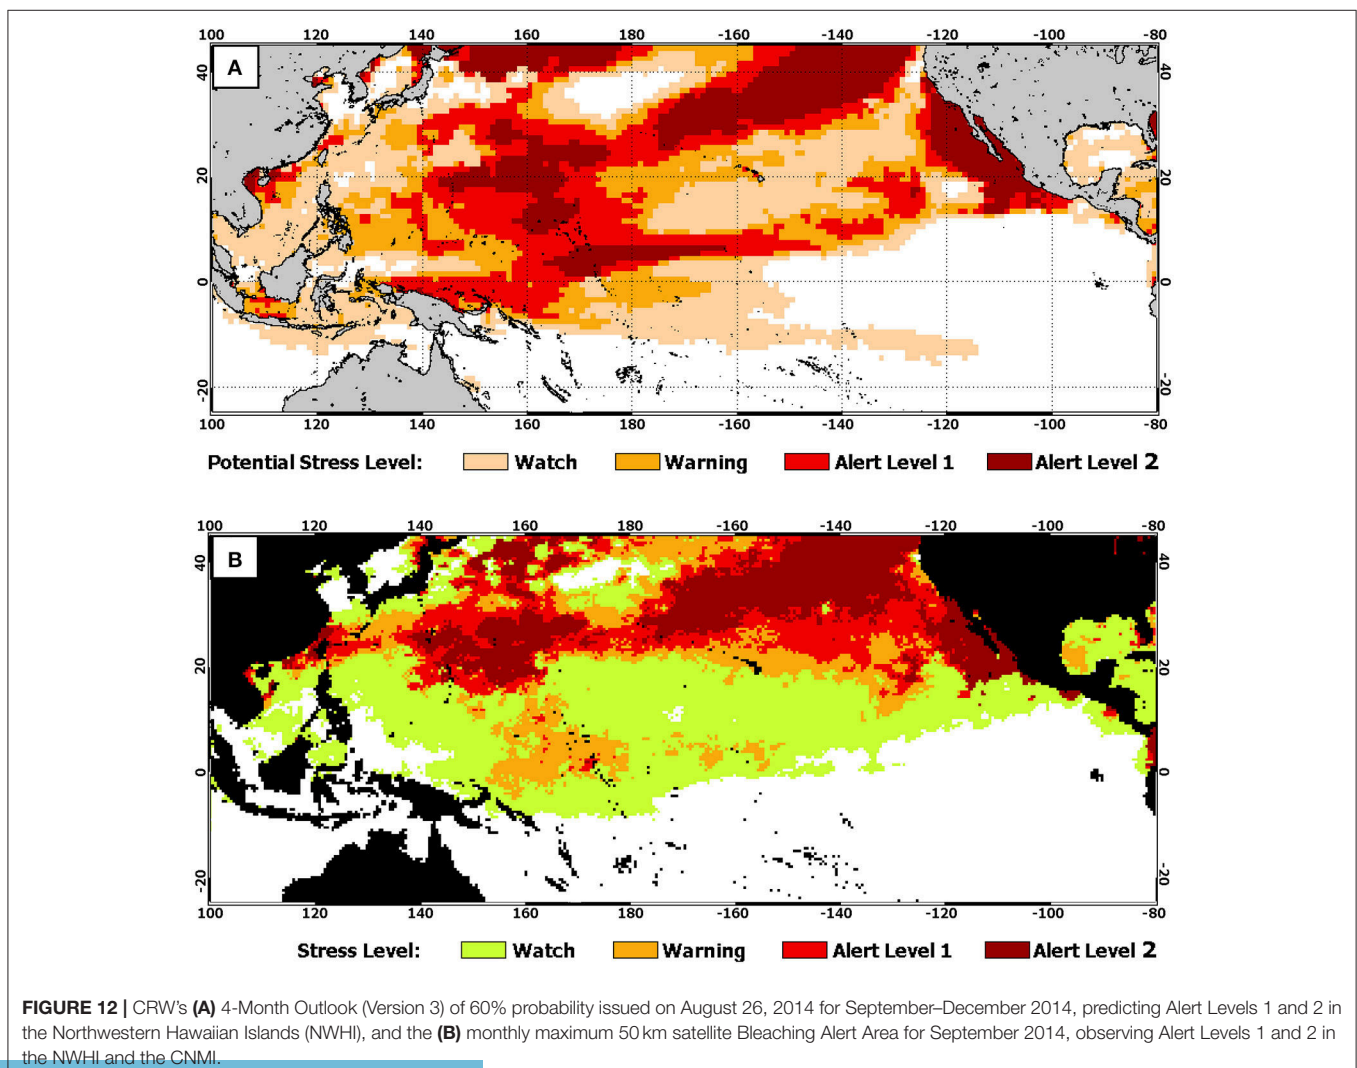 100 120 140 160 180 -160 -140 -120 -100 -80
A
40 40
20 20
0 0
-20 -20
100 120 140 160 180 -160 -140 -120 -100 -80
Potential Stress Level: Watch Warning Alert Level 1 Alert Level 2
100 120 140 160 180 -160 -140 -120 -100 -80
B
40 40
20 20
0 0
-20 -20
100 120 140 160 180 -160 -140 -120 -100 -80
Stress Level: Watch Warning Alert Level 1 Alert Level 2
FIGURE 12 | CRW's (A) 4-Month Outlook (Version 3) of 60% probability issued on August 26, 2014 for September–December 2014, predicting Alert Levels 1 and 2 in
the Northwestern Hawaiian Islands (NWHI), and the (B) monthly maximum 50 km satellite Bleaching Alert Area for September 2014, observing Alert Levels 1 and 2 in
the NWHI and the CNMI.